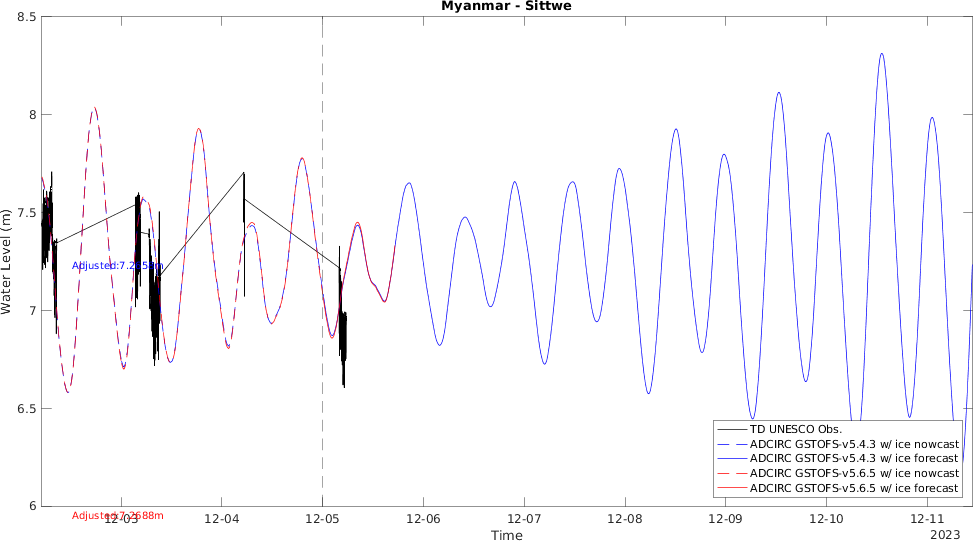 Myanmar - Sittwe
8.5
8
7.5
7
6.5
6
Water Level (m)
Adjusted:7.2
Adjusted:7.2688m
TD UNESCO Obs.
ADCIRC GSTOFS-v5.4.3 w/ ice nowcast
ADCIRC GSTOFS-v5.4.3 w/ ice forecast
ADCIRC GSTOFS-v5.6.5 w/ ice nowcast
ADCIRC GSTOFS-v5.6.5 w/ ice forecast
12-03 12-04 12-05 12-06 12-07 12-08 12-09 12-10 12-11
Time
2023